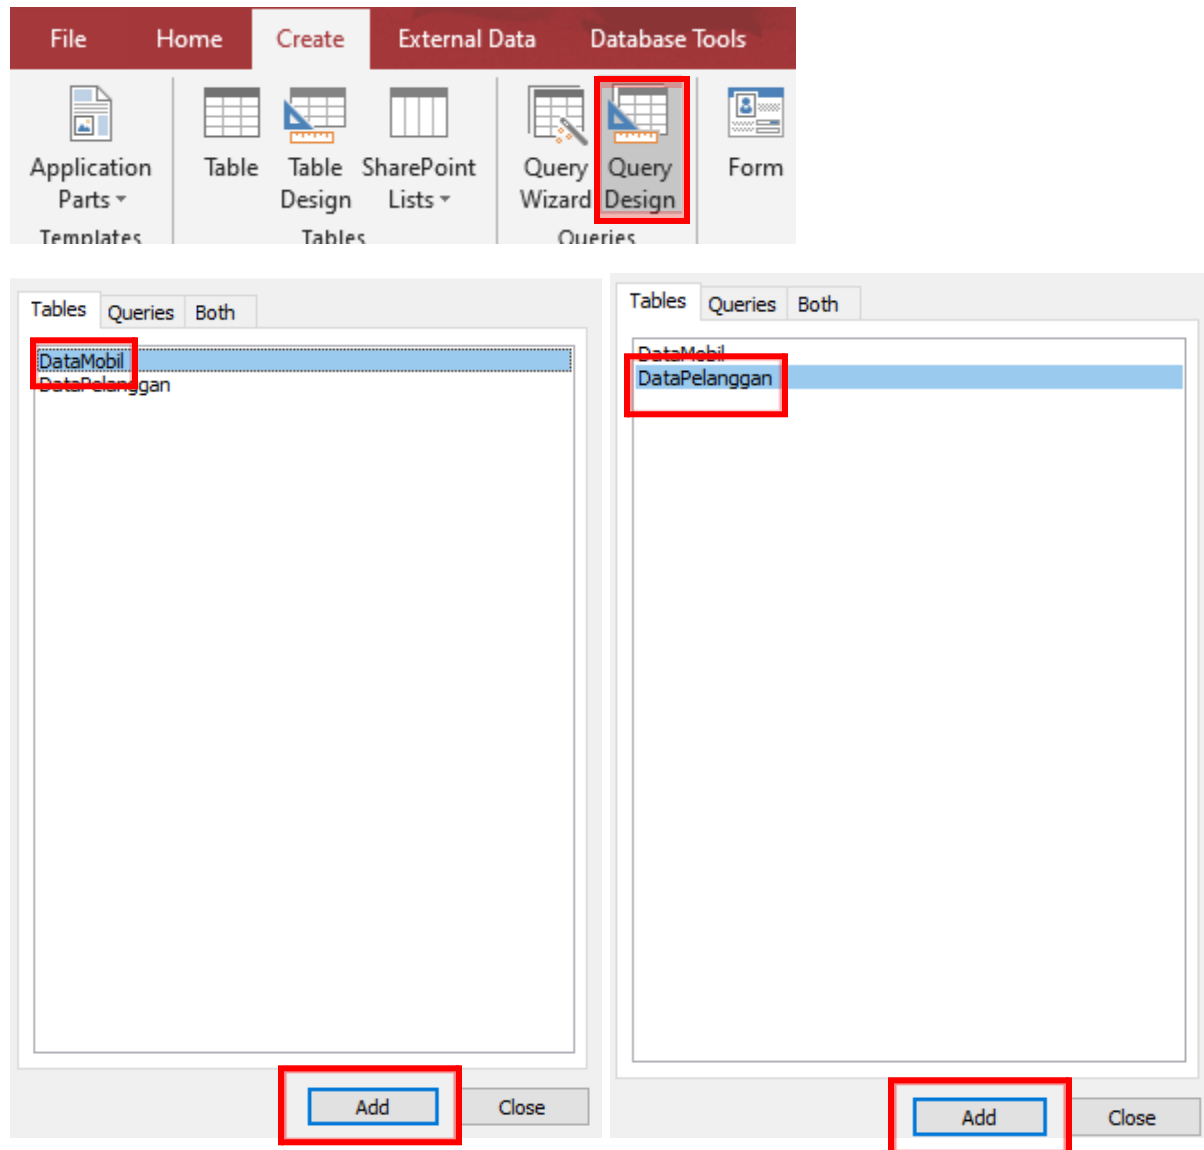 File Home Create External Data Database Tools
Application Parts
Table
Table Design
SharePoint Lists
Query Wizard
Query Design
Form
Templates Tables Queries
Tables Queries Both
DataMobil
DataPelanggan
Add Close
Tables Queries Both
DataMobil
DataPelanggan
Add Close